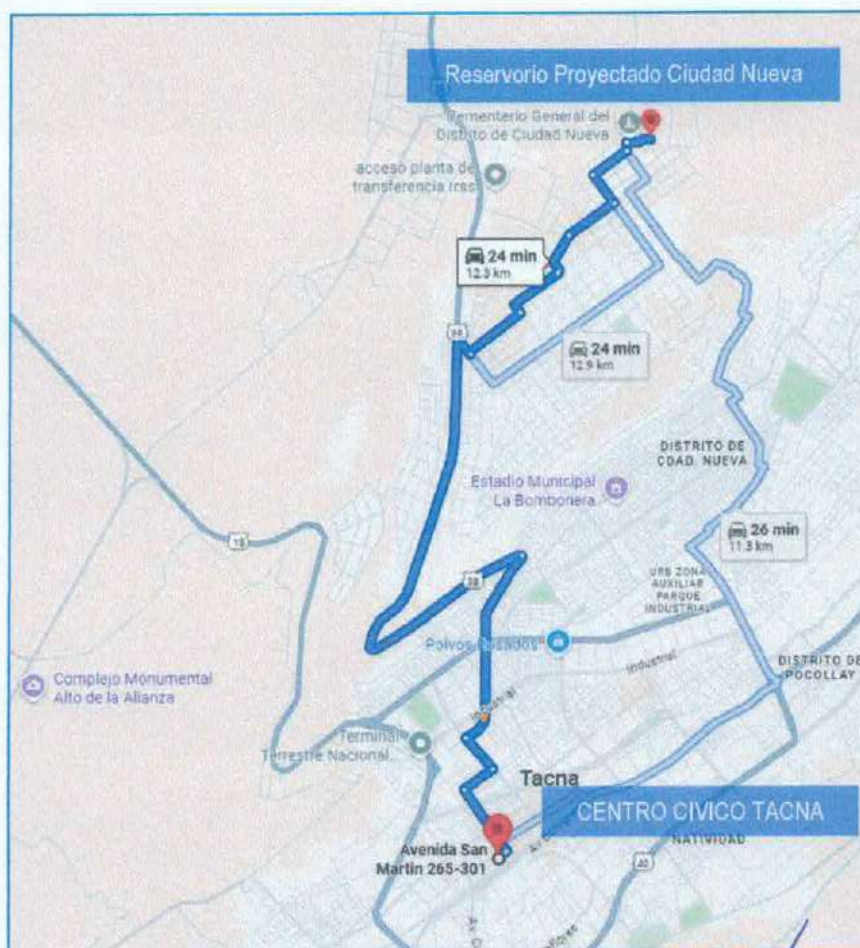 Reservorio Proyectado Ciudad Nueva
Cementerio General del
Distrito de Ciudad Nueva
acceso planta de
transferencia rrss
24 min
12.3 km
24 min
12.9 km
DISTRITO DE
CDAD. NUEVA
Estadio Municipal
La Bombonera
26 min
11.3 km
38
URB ZONA
AUXILIAR
PARQUE
INDUSTRIAL
Polvos Rosados
Industrial
DISTRITO DE
POCOLLAY
Complejo Monumental
Alto de la Alianza
Industrial
Terminal
Terrestre Nacional
Tacna
CENTRO CIVICO TACNA
NATIVIDAD
Avenida San
Martin 265-301
40